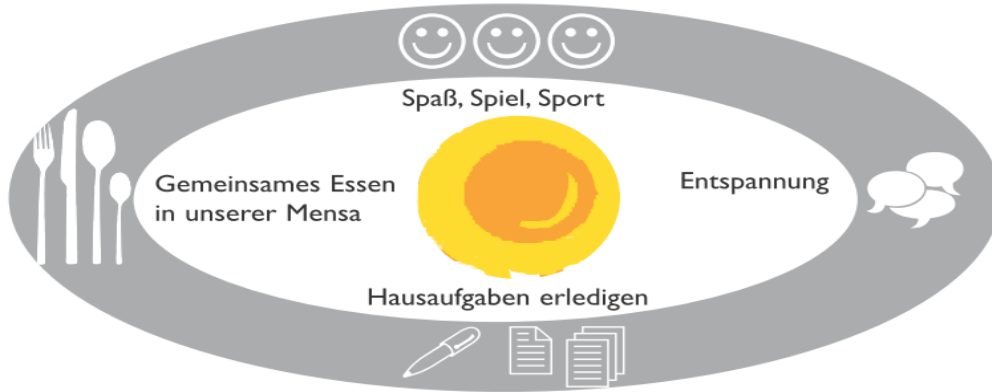 Spaß, Spiel, Sport
Gemeinsames Essen
in unserer Mensa
Entspannung
Hausaufgaben erledigen